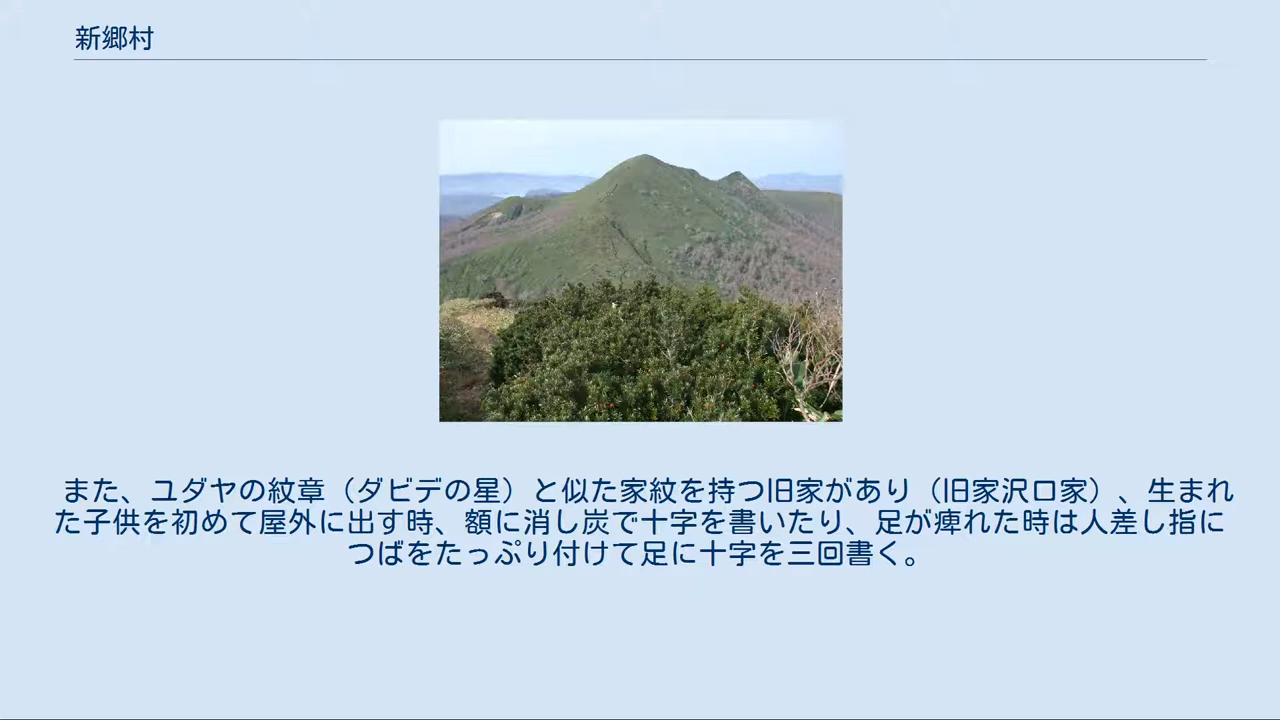 新郷村
また、ユダヤの紋章（ダビデの星）と似た家紋を持つ旧家があり（旧家沢口家）、生まれ
た子供を初めて屋外に出す時、額に消し炭で十字を書いたり、足が痺れた時は人差し指に
つばをたっぷり付けて足に十字を三回書く。